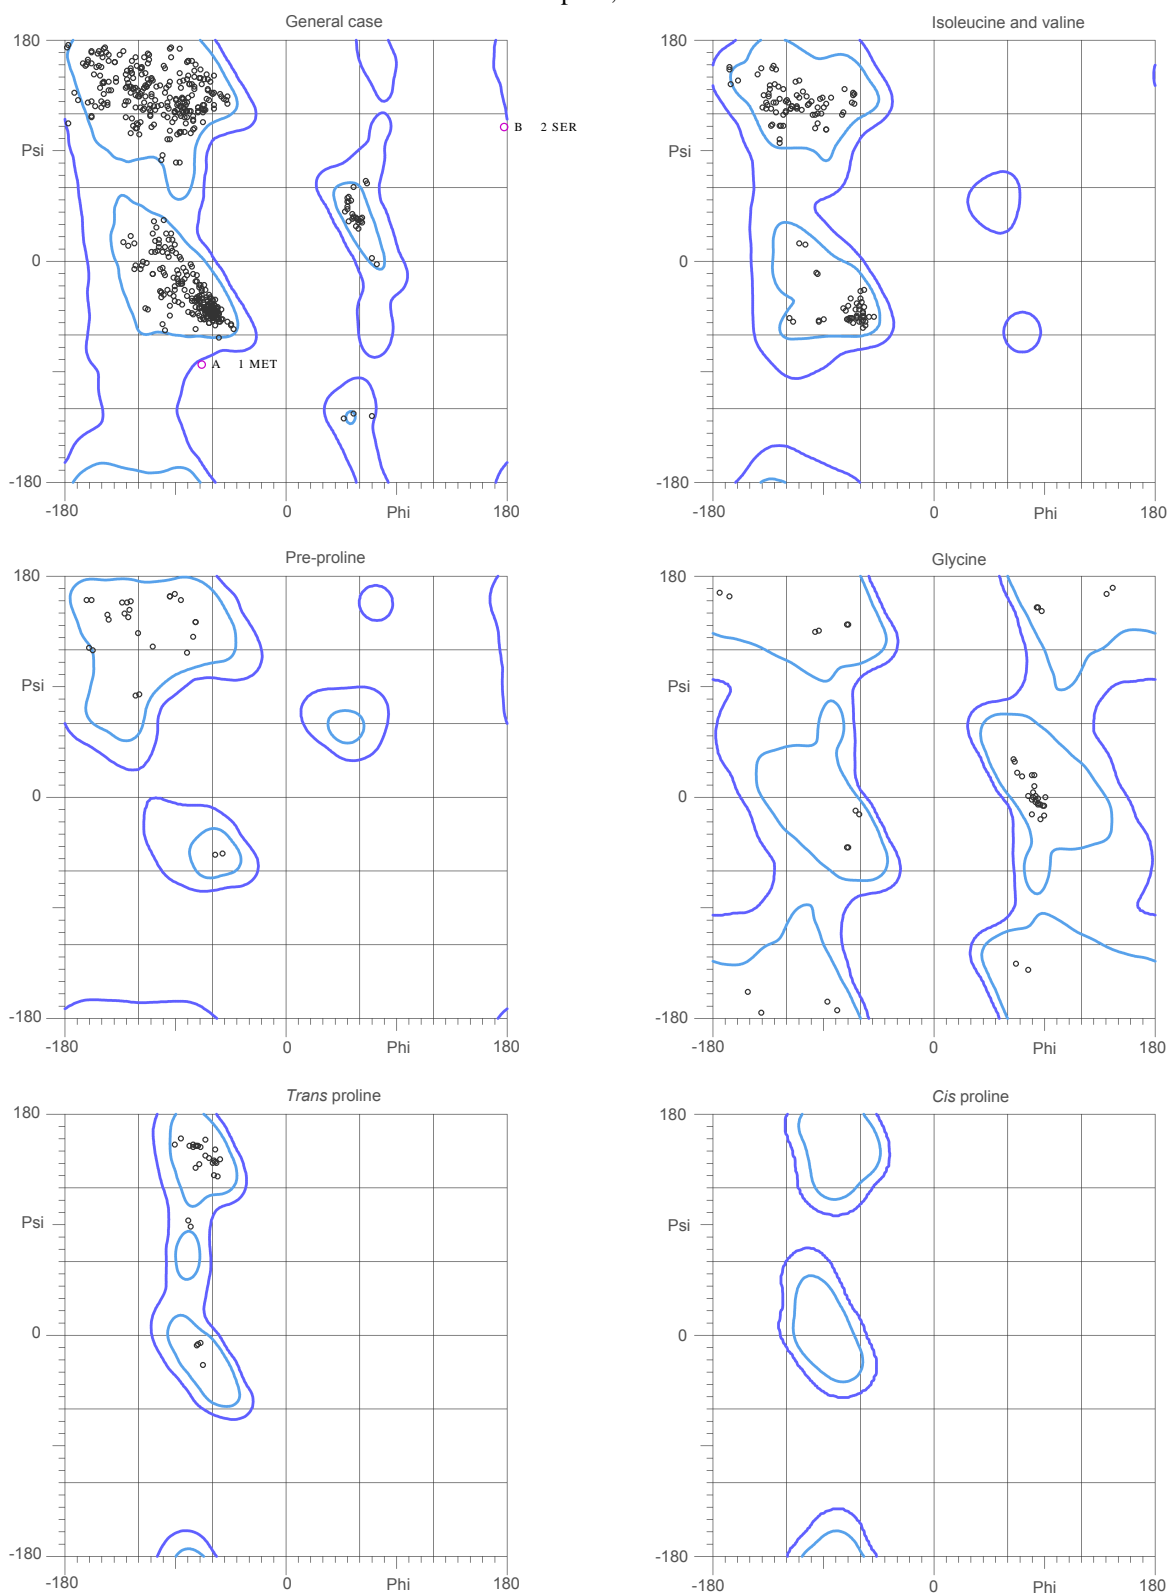 General case
Isoleucine and valine
180
180
B 2 SER
Psi
Psi
0
0
A 1 MET
-180
-180
-180
0
Phi
180
-180
0
Phi
180
Pre-proline
Glycine
180
180
Psi
Psi
0
0
-180
-180
-180
0
Phi
180
-180
0
Phi
180
Trans proline
Cis proline
180
180
Psi
Psi
0
0
-180
-180
-180
0
Phi
180
-180
0
Phi
180